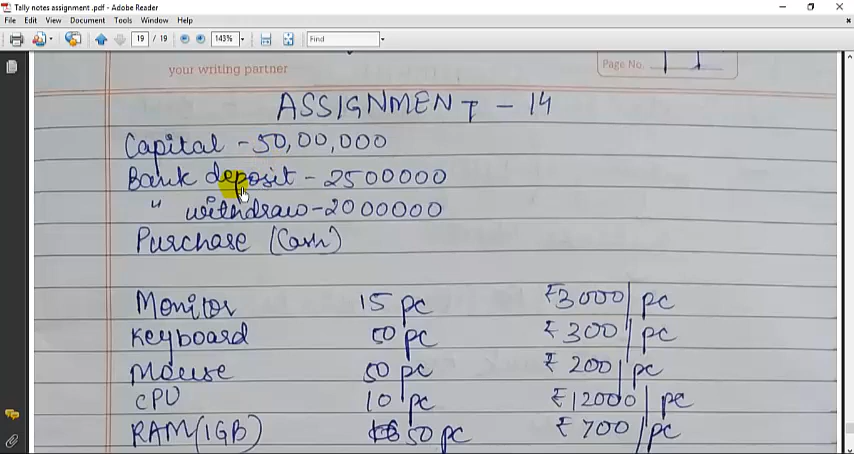 Tally notes assignment .pdf - Adobe Reader
File Edit View Document Tools Window Help
19 / 19 143% Find
your writing partner
Page No.
ASSIGNMENT - 14
Capital - 50,00,000
Bank deposit - 2500000
" withdraw - 2000000
Purchase (Cash)
Monitor 15 pc ₹3000/pc
Keyboard 50 pc ₹300/pc
Mouse 50 pc ₹200/pc
CPU 10 pc ₹12000/pc
RAM(1GB) 50 pc ₹700/pc